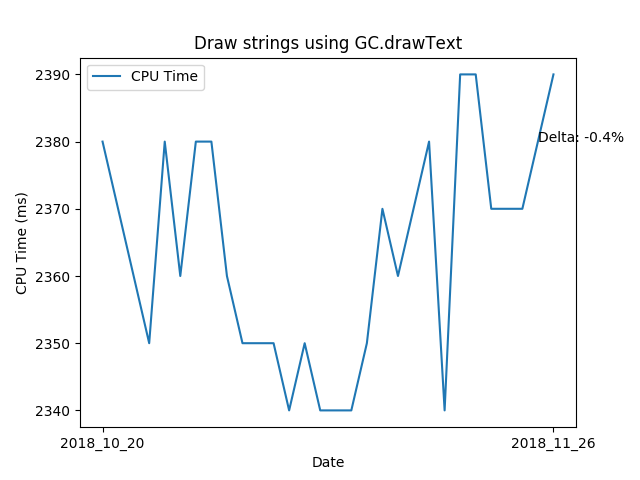 Draw strings using GC.drawText
CPU Time
2390
2380
2370
2360
2350
2340
CPU Time (ms)
Delta: -0.4%
2018_10_20
2018_11_26
Date